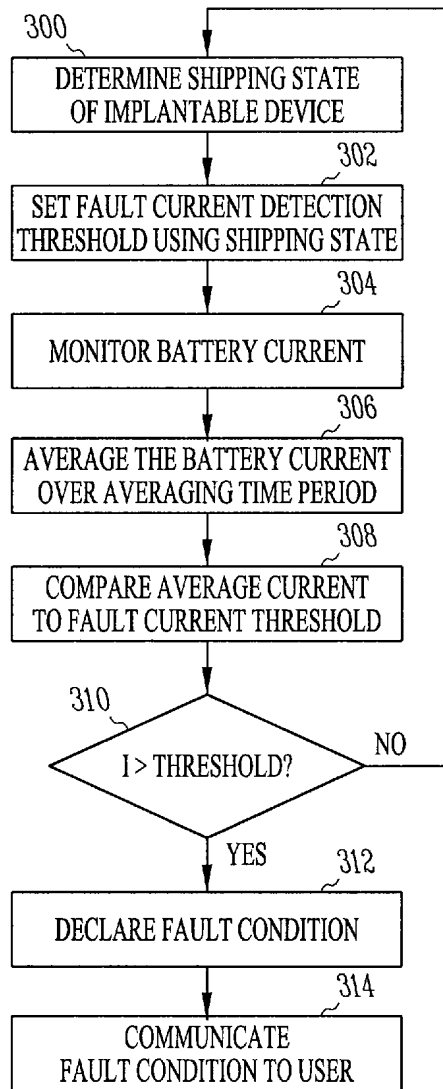 300
DETERMINE SHIPPING STATE
OF IMPLANTABLE DEVICE
302
SET FAULT CURRENT DETECTION
THRESHOLD USING SHIPPING STATE
304
MONITOR BATTERY CURRENT
306
AVERAGE THE BATTERY CURRENT
OVER AVERAGING TIME PERIOD
308
COMPARE AVERAGE CURRENT
TO FAULT CURRENT THRESHOLD
310
I > THRESHOLD?
NO
YES
312
DECLARE FAULT CONDITION
314
COMMUNICATE
FAULT CONDITION TO USER